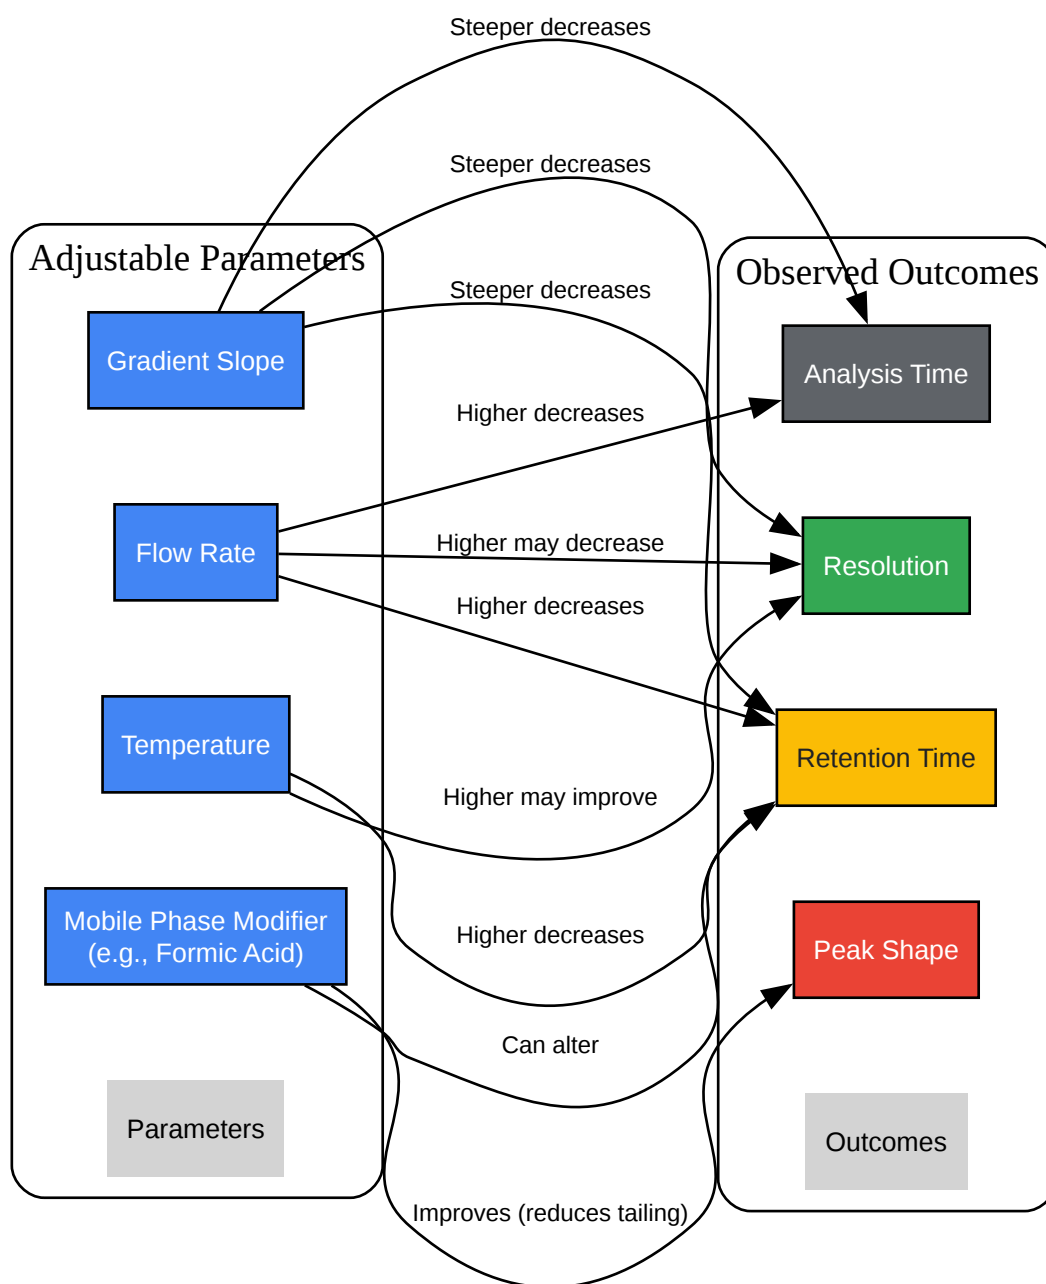 Steeper decreases
Steeper decreases
Adjustable Parameters
Observed Outcomes
Steeper decreases
Gradient Slope
Analysis Time
Higher decreases
Flow Rate
Higher may decrease
Resolution
Higher decreases
Temperature
Retention Time
Higher may improve
Mobile Phase Modifier
(e.g., Formic Acid)
Higher decreases
Peak Shape
Can alter
Parameters
Outcomes
Improves (reduces tailing)